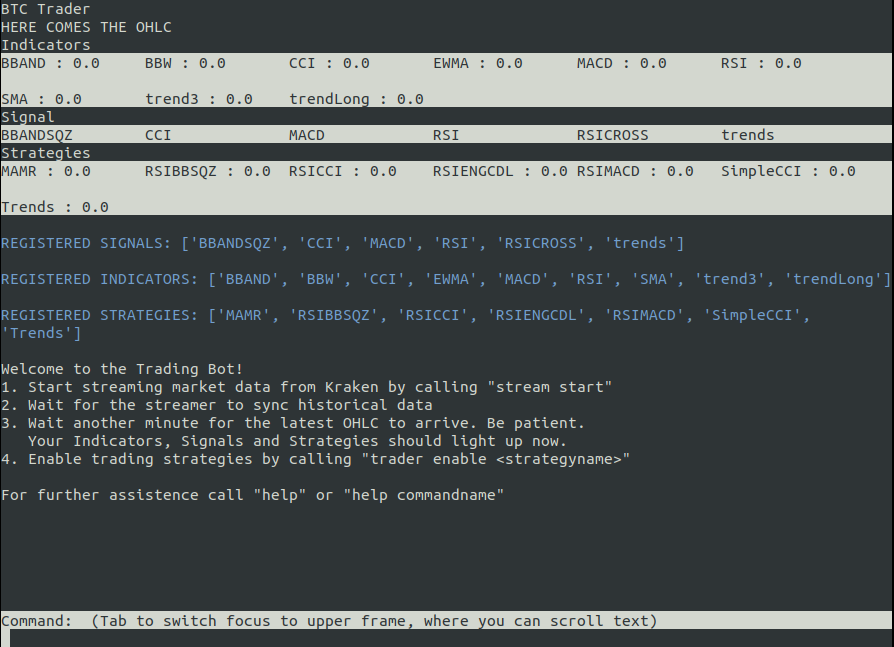 BTC Trader
HERE COMES THE OHLC
Indicators
BBAND : 0.0 BBW : 0.0 CCI : 0.0 EWMA : 0.0 MACD : 0.0 RSI : 0.0
SMA : 0.0 trend3 : 0.0 trendLong : 0.0
Signal
BBANDSQZ CCI MACD RSI RSICROSS trends
Strategies
MAMR : 0.0 RSIBBSQZ : 0.0 RSICCI : 0.0 RSIENGCDL : 0.0 RSIMACD : 0.0 SimpleCCI : 0.0
Trends : 0.0
REGISTERED SIGNALS: ['BBANDSQZ', 'CCI', 'MACD', 'RSI', 'RSICROSS', 'trends']
REGISTERED INDICATORS: ['BBAND', 'BBW', 'CCI', 'EWMA', 'MACD', 'RSI', 'SMA', 'trend3', 'trendLong']
REGISTERED STRATEGIES: ['MAMR', 'RSIBBSQZ', 'RSICCI', 'RSIENGCDL', 'RSIMACD', 'SimpleCCI',
'Trends']
Welcome to the Trading Bot!
1. Start streaming market data from Kraken by calling "stream start"
2. Wait for the streamer to sync historical data
3. Wait another minute for the latest OHLC to arrive. Be patient.
Your Indicators, Signals and Strategies should light up now.
4. Enable trading strategies by calling "trader enable <strategyname>"
For further assistence call "help" or "help commandname"
Command: (Tab to switch focus to upper frame, where you can scroll text)